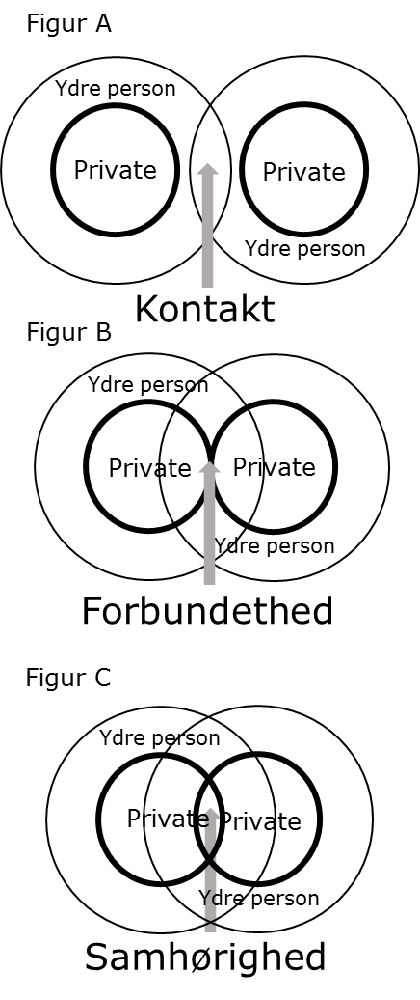 Figur A
Ydre person
Private
Private
Ydre person
Kontakt
Figur B
Ydre person
Private
Private
Ydre person
Forbundethed
Figur C
Ydre person
Private
Private
Ydre person
Samhørighed